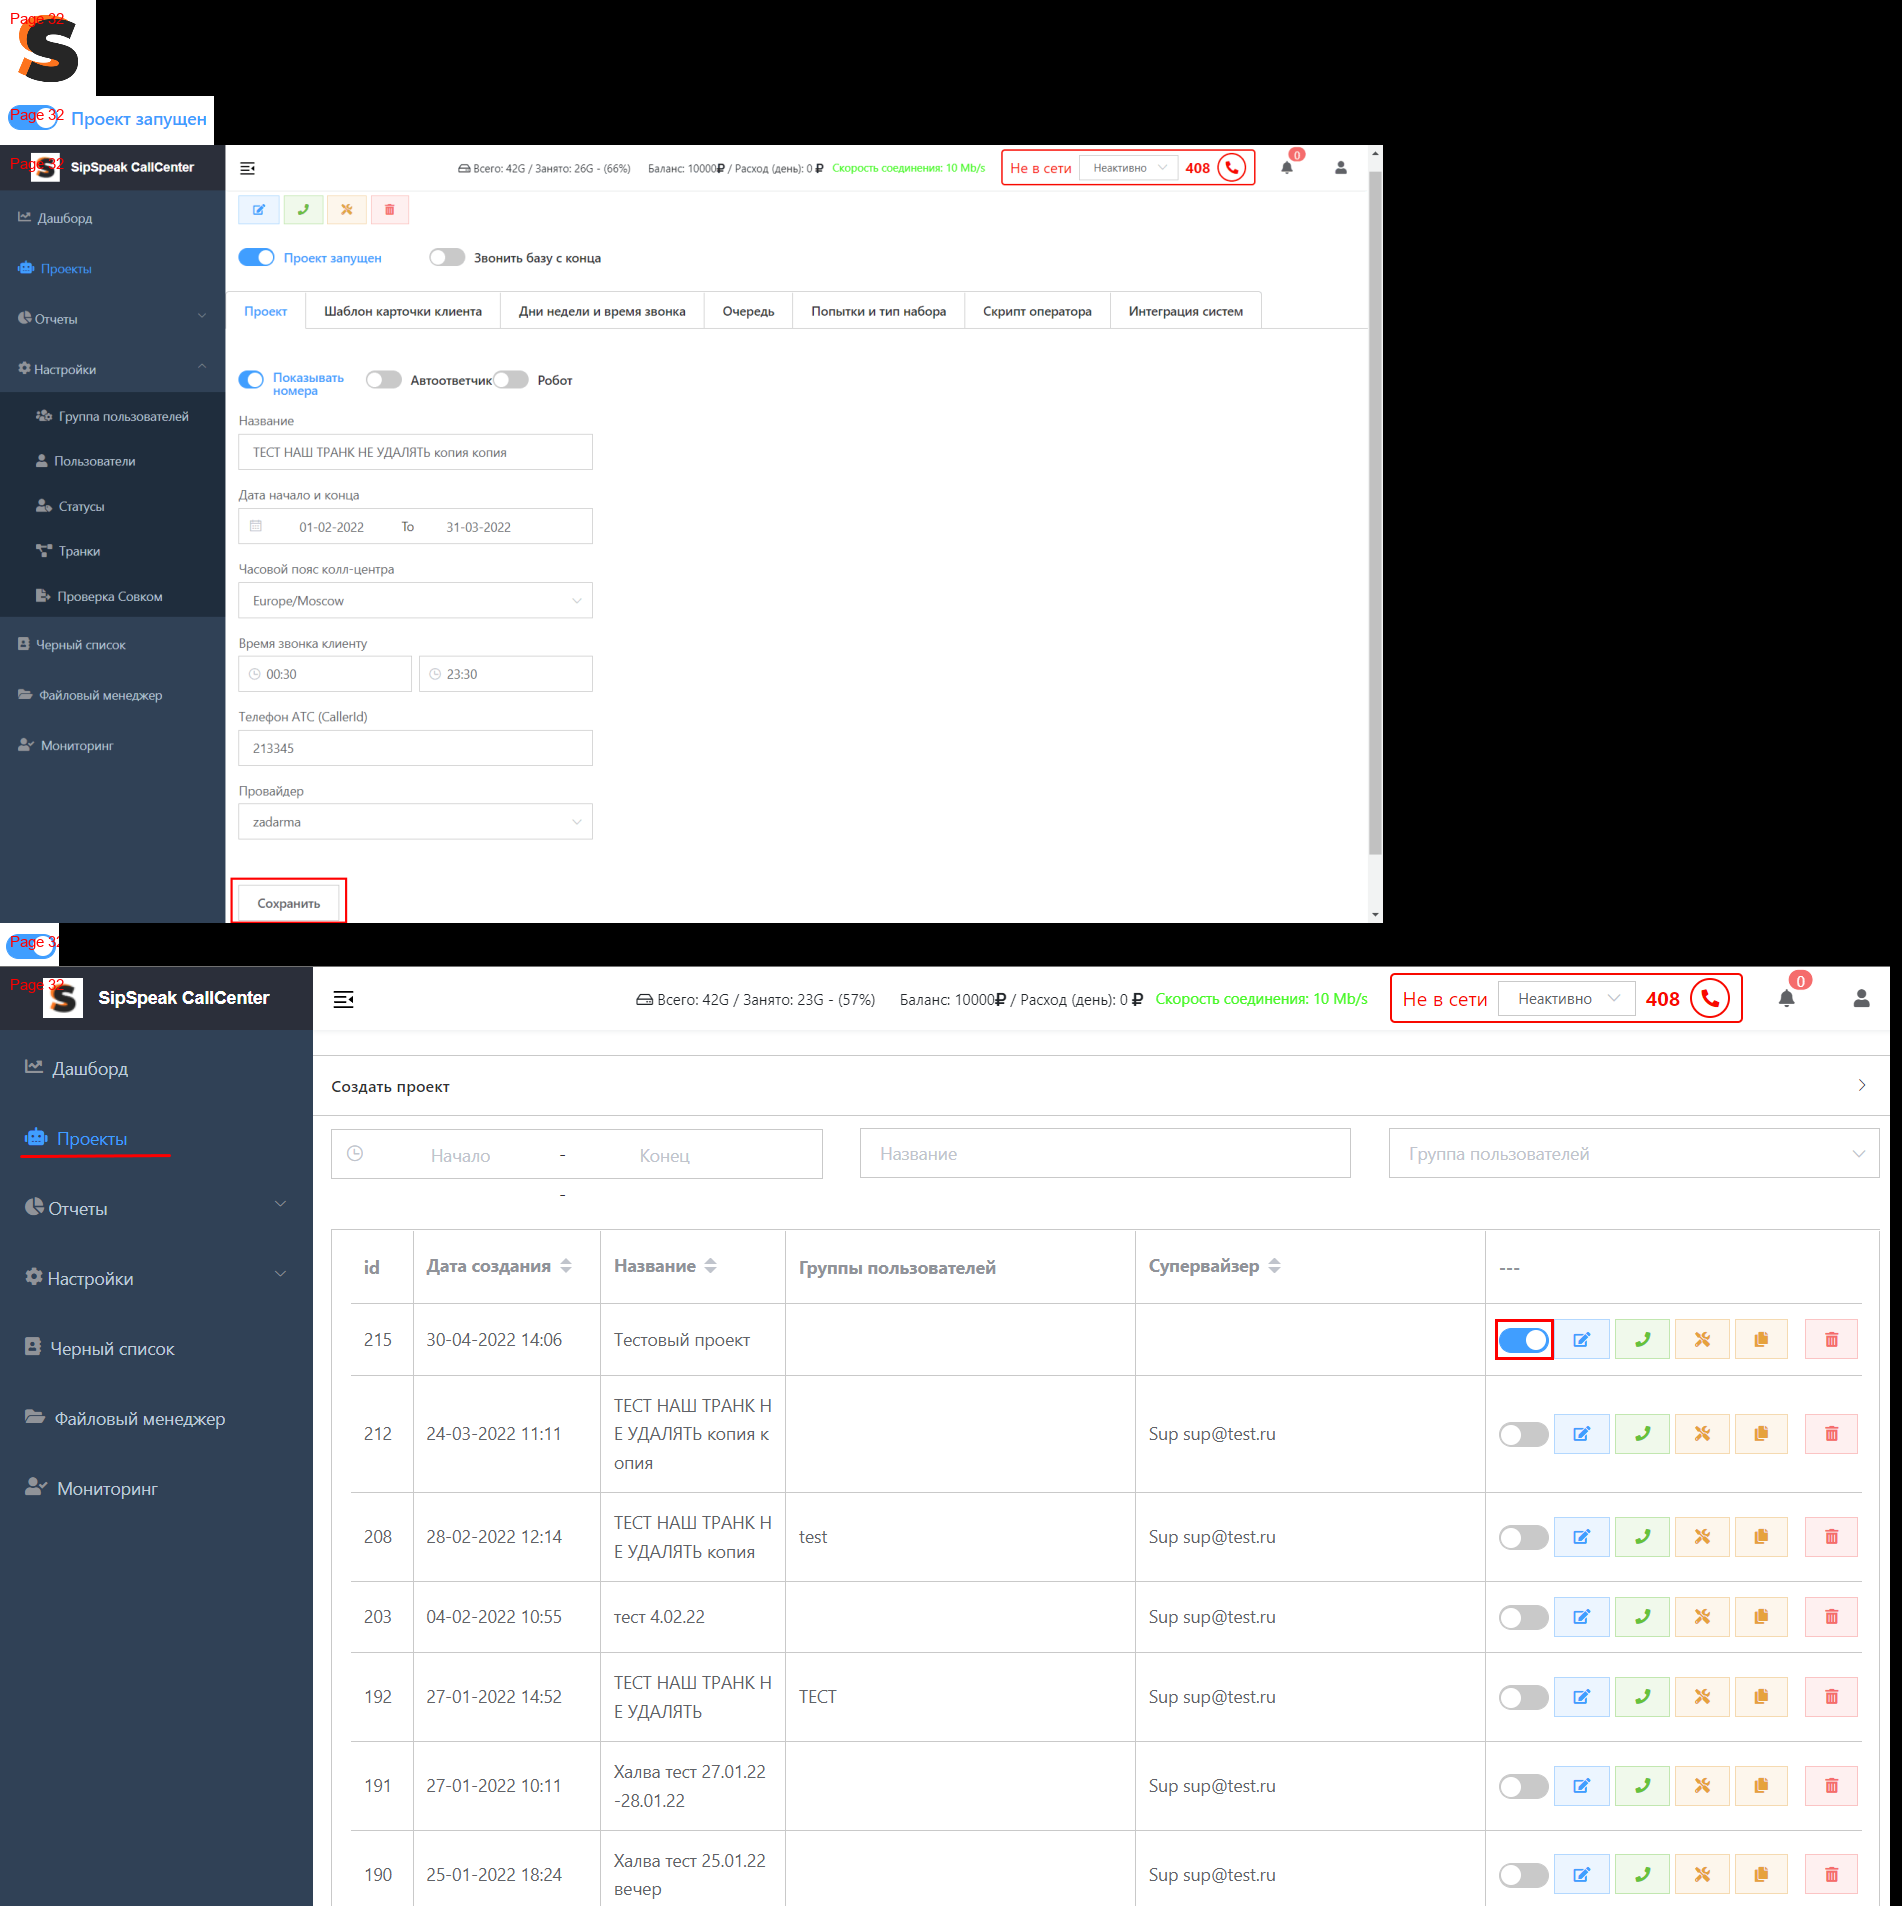 Page 32
Page 32
Проект запущен
Page 32
SipSpeak CallCenter
Всего: 42G / Занято: 26G - (66%) Баланс: 10000₽ / Расход (день): 0 ₽ Скорость соединения: 10 Mb/s Не в сети Неактивно 408 0
Дашборд
Проекты
Отчеты
Настройки
Группа пользователей
Пользователи
Статусы
Транки
Проверка Совком
Черный список
Файловый менеджер
Мониторинг
Проект запущен Звонить базу с конца
Проект Шаблон карточки клиента Дни недели и время звонка Очередь Попытки и тип набора Скрипт оператора Интеграция систем
Показывать номера Автоответчик Робот
Название
ТЕСТ НАШ ТРАНК НЕ УДАЛЯТЬ копия копия
Дата начало и конца
01-02-2022 To 31-03-2022
Часовой пояс колл-центра
Europe/Moscow
Время звонка клиенту
00:30 23:30
Телефон АТС (CallerId)
213345
Провайдер
zadarma
Сохранить
Page 32
Page 32
SipSpeak CallCenter
Всего: 42G / Занято: 23G - (57%) Баланс: 10000₽ / Расход (день): 0 ₽ Скорость соединения: 10 Mb/s Не в сети Неактивно 408 0
Дашборд
Проекты
Отчеты
Настройки
Черный список
Файловый менеджер
Мониторинг
Создать проект
Начало - Конец Название Группа пользователей
-
id Дата создания Название Группы пользователей Супервайзер ---
215 30-04-2022 14:06 Тестовый проект
212 24-03-2022 11:11 ТЕСТ НАШ ТРАНК Н
Е УДАЛЯТЬ копия к
опия Sup sup@test.ru
208 28-02-2022 12:14 ТЕСТ НАШ ТРАНК Н
Е УДАЛЯТЬ копия test Sup sup@test.ru
203 04-02-2022 10:55 тест 4.02.22 Sup sup@test.ru
192 27-01-2022 14:52 ТЕСТ НАШ ТРАНК Н
Е УДАЛЯТЬ ТЕСТ Sup sup@test.ru
191 27-01-2022 10:11 Халва тест 27.01.22
-28.01.22 Sup sup@test.ru
190 25-01-2022 18:24 Халва тест 25.01.22
вечер Sup sup@test.ru